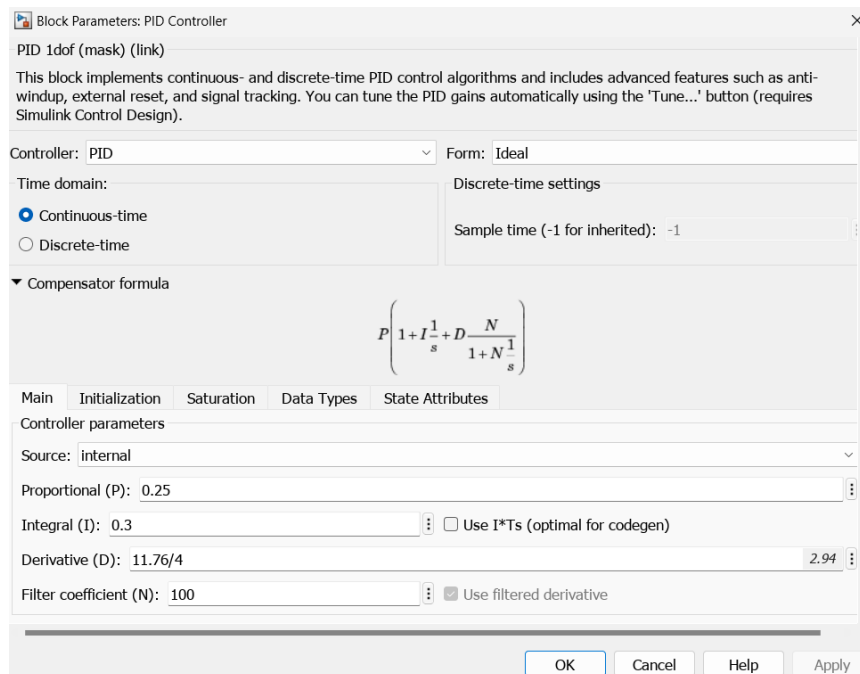 Block Parameters: PID Controller
PID 1dof (mask) (link)
This block implements continuous- and discrete-time PID control algorithms and includes advanced features such as anti-
windup, external reset, and signal tracking. You can tune the PID gains automatically using the 'Tune...' button (requires
Simulink Control Design).
Controller: PID Form: Ideal
Time domain: Discrete-time settings
Continuous-time
Sample time (-1 for inherited): -1
Discrete-time
Compensator formula
P(1+I 1/s +D N/(1+N 1/s))
Main Initialization Saturation Data Types State Attributes
Controller parameters
Source: internal
Proportional (P): 0.25
Integral (I): 0.3 Use I*Ts (optimal for codegen)
Derivative (D): 11.76/4 2.94
Filter coefficient (N): 100 Use filtered derivative
OK Cancel Help Apply